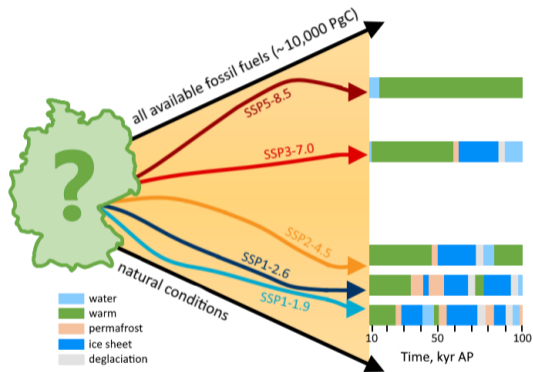 all available fossil fuels (~10,000 PgC)
SSP5-8.5
SSP3-7.0
?
SSP2-4.5
SSP1-2.6
SSP1-1.9
natural conditions
water
warm
permafrost
ice sheet
deglaciation
10 50 100
Time, kyr AP